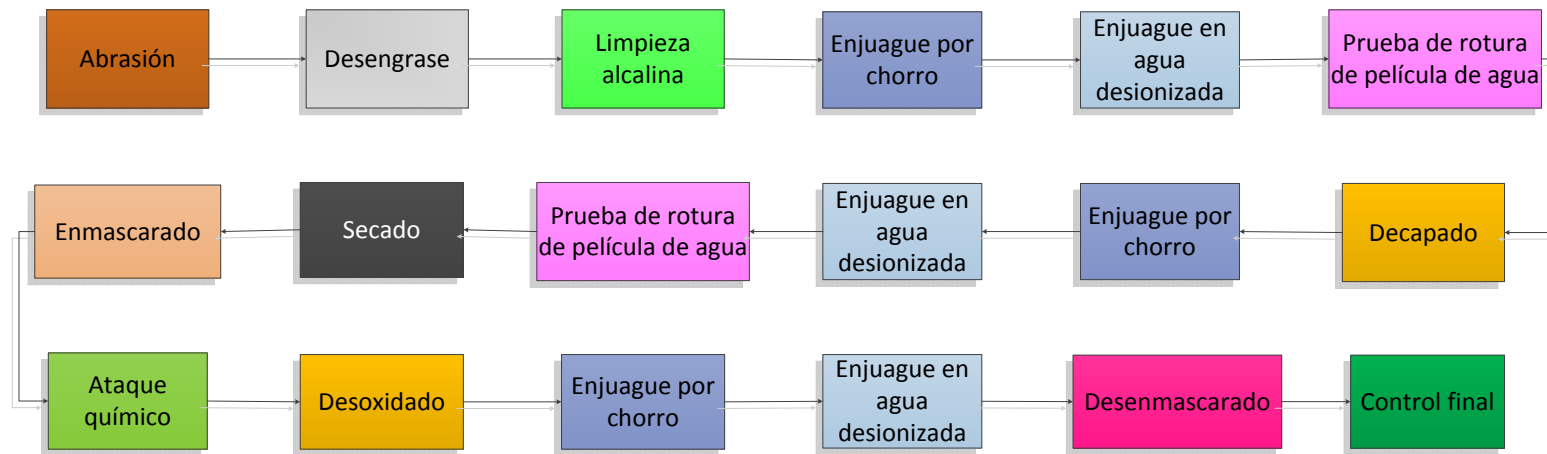 Abrasión
Desengrase
Limpieza
alcalina
Enjuague por
chorro
Enjuague en
agua
desionizada
Prueba de rotura
de película de agua
Enmascarado
Secado
Prueba de rotura
de película de agua
Enjuague en
agua
desionizada
Enjuague por
chorro
Decapado
Ataque
químico
Desoxidado
Enjuague por
chorro
Enjuague en
agua
desionizada
Desenmascarado
Control final